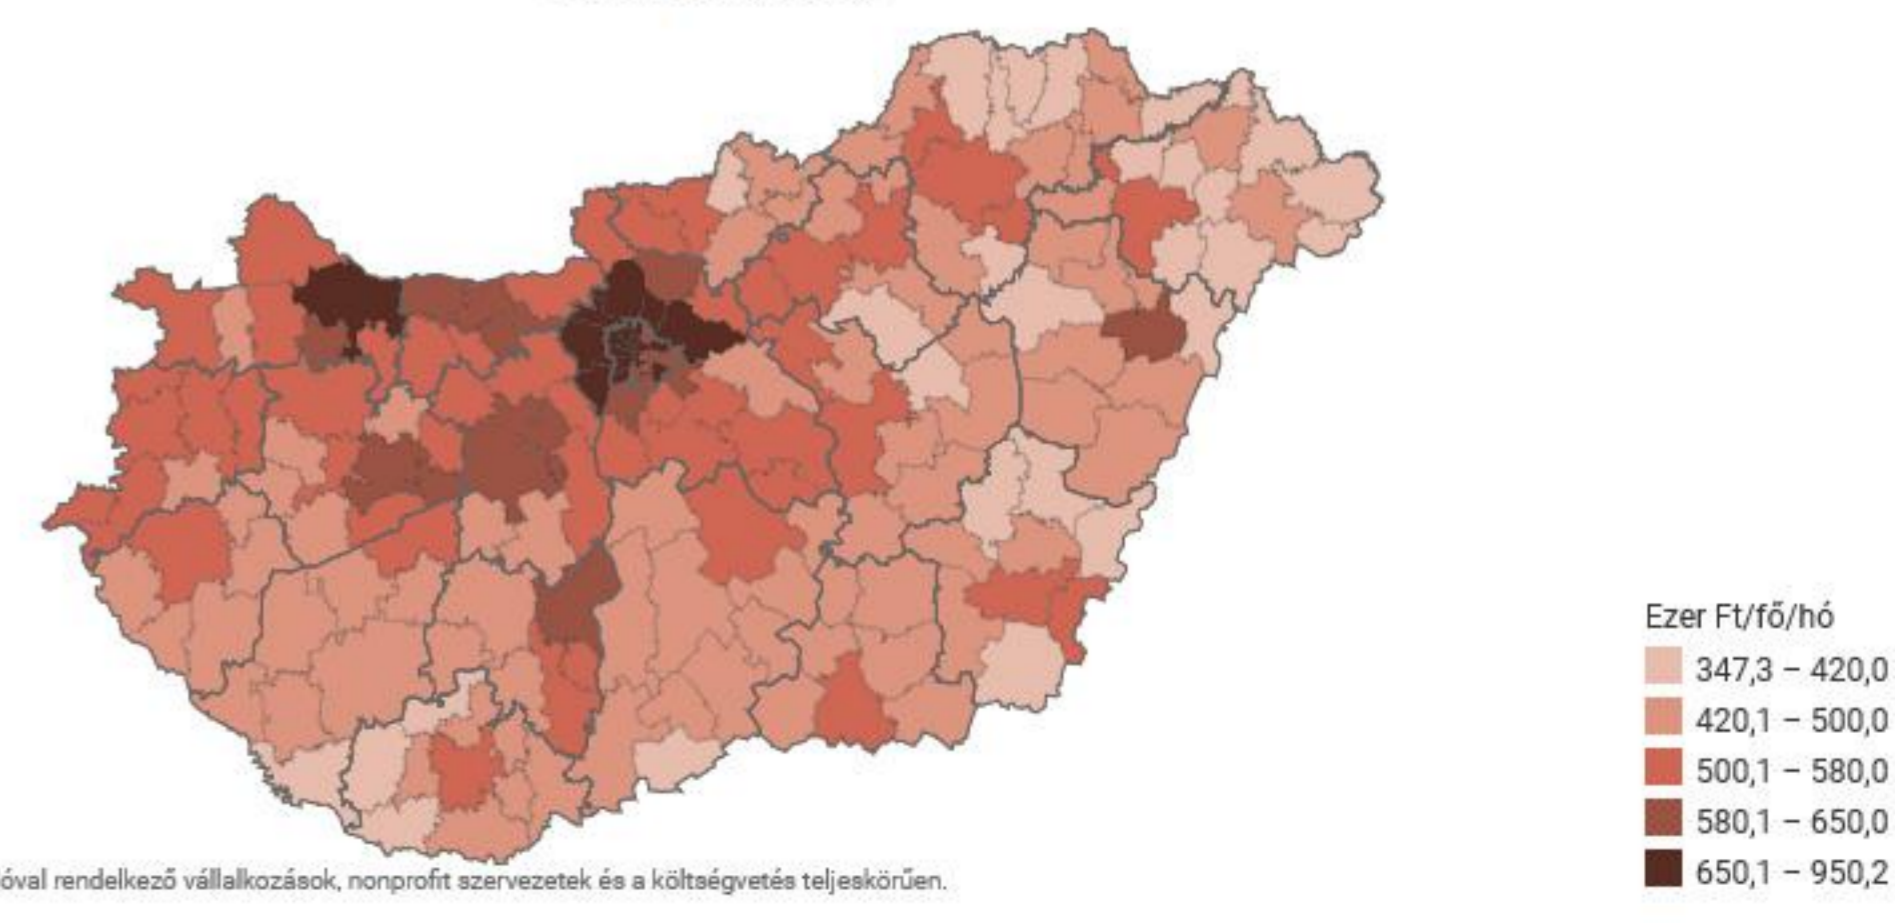 Ezer Ft/fő/hó
347,3 – 420,0
420,1 – 500,0
500,1 – 580,0
580,1 – 650,0
650,1 – 950,2
óval rendelkező vállalkozások, nonprofit szervezetek és a költségvetés teljeskörűen.